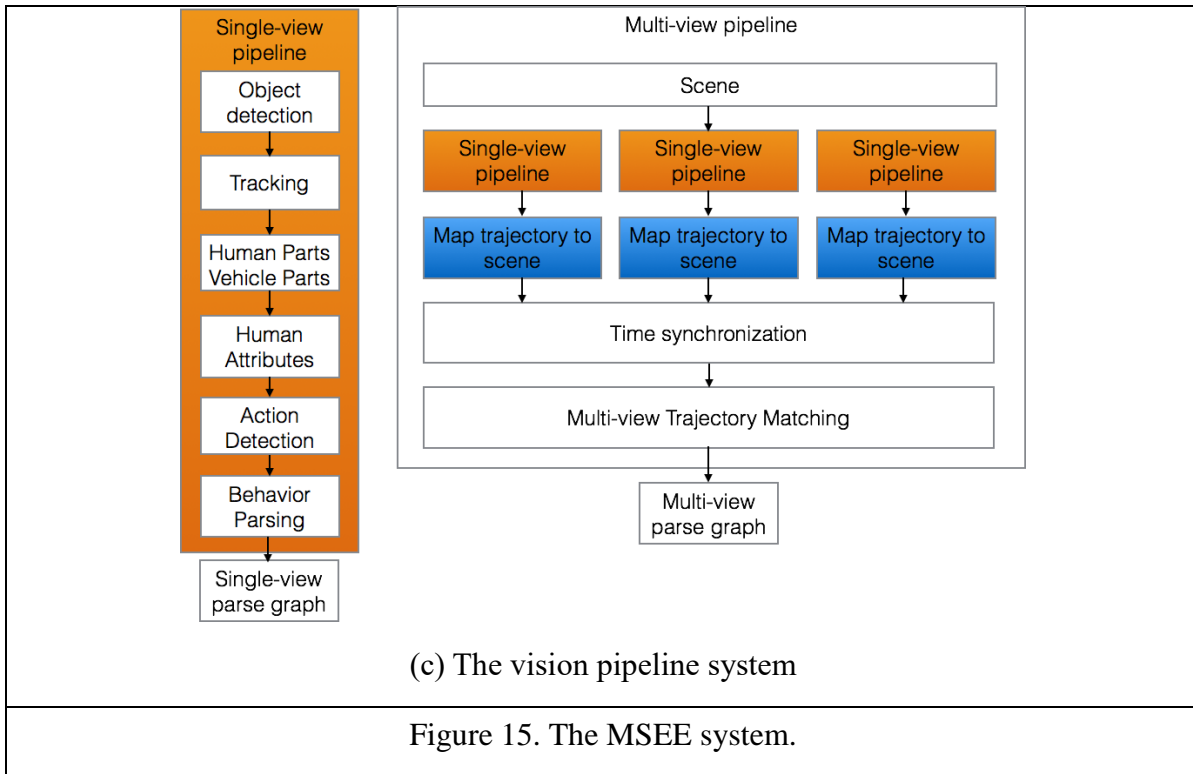 Single-view
pipeline
Object
detection
Tracking
Human Parts
Vehicle Parts
Human
Attributes
Action
Detection
Behavior
Parsing
Single-view
parse graph
Multi-view pipeline
Scene
Single-view
pipeline
Single-view
pipeline
Single-view
pipeline
Map trajectory to
scene
Map trajectory to
scene
Map trajectory to
scene
Time synchronization
Multi-view Trajectory Matching
Multi-view
parse graph
(c) The vision pipeline system
Figure 15. The MSEE system.